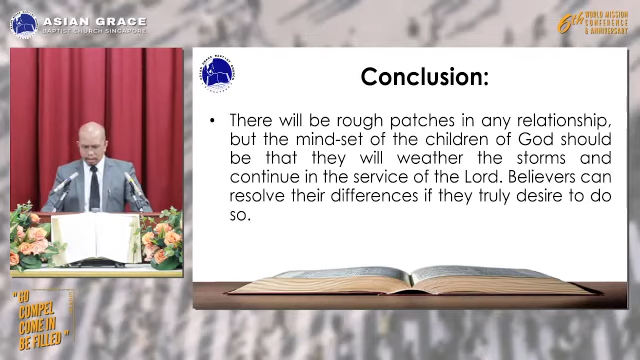 ASIAN GRACE
BAPTIST CHURCH SINGAPORE
6th WORLD MISSION
CONFERENCE
& ANNIVERSARY
Conclusion:
• There will be rough patches in any relationship,
but the mind-set of the children of God should
be that they will weather the storms and
continue in the service of the Lord. Believers can
resolve their differences if they truly desire to do
so.
"GO
COMPEL
COME IN
BE FILLED"